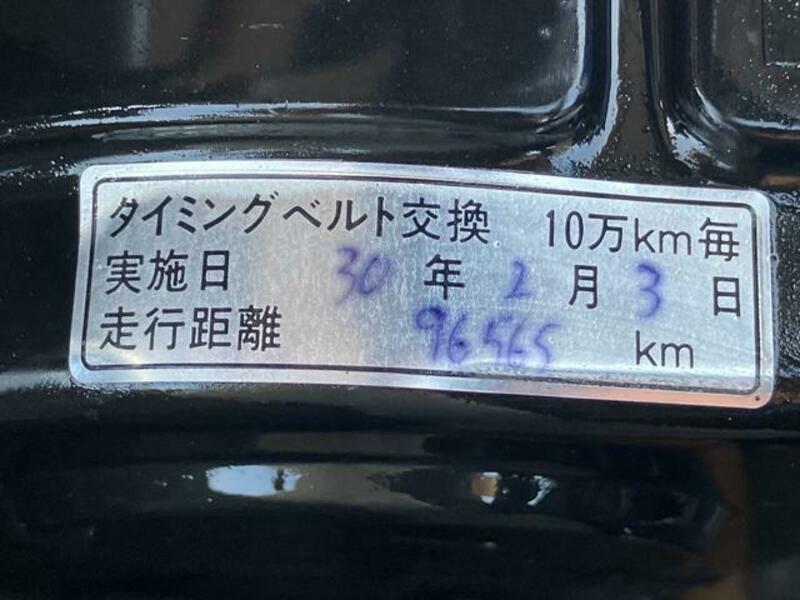 タイミングベルト交換 10万km毎
実施日 30 年 2 月 3 日
走行距離 96565 km